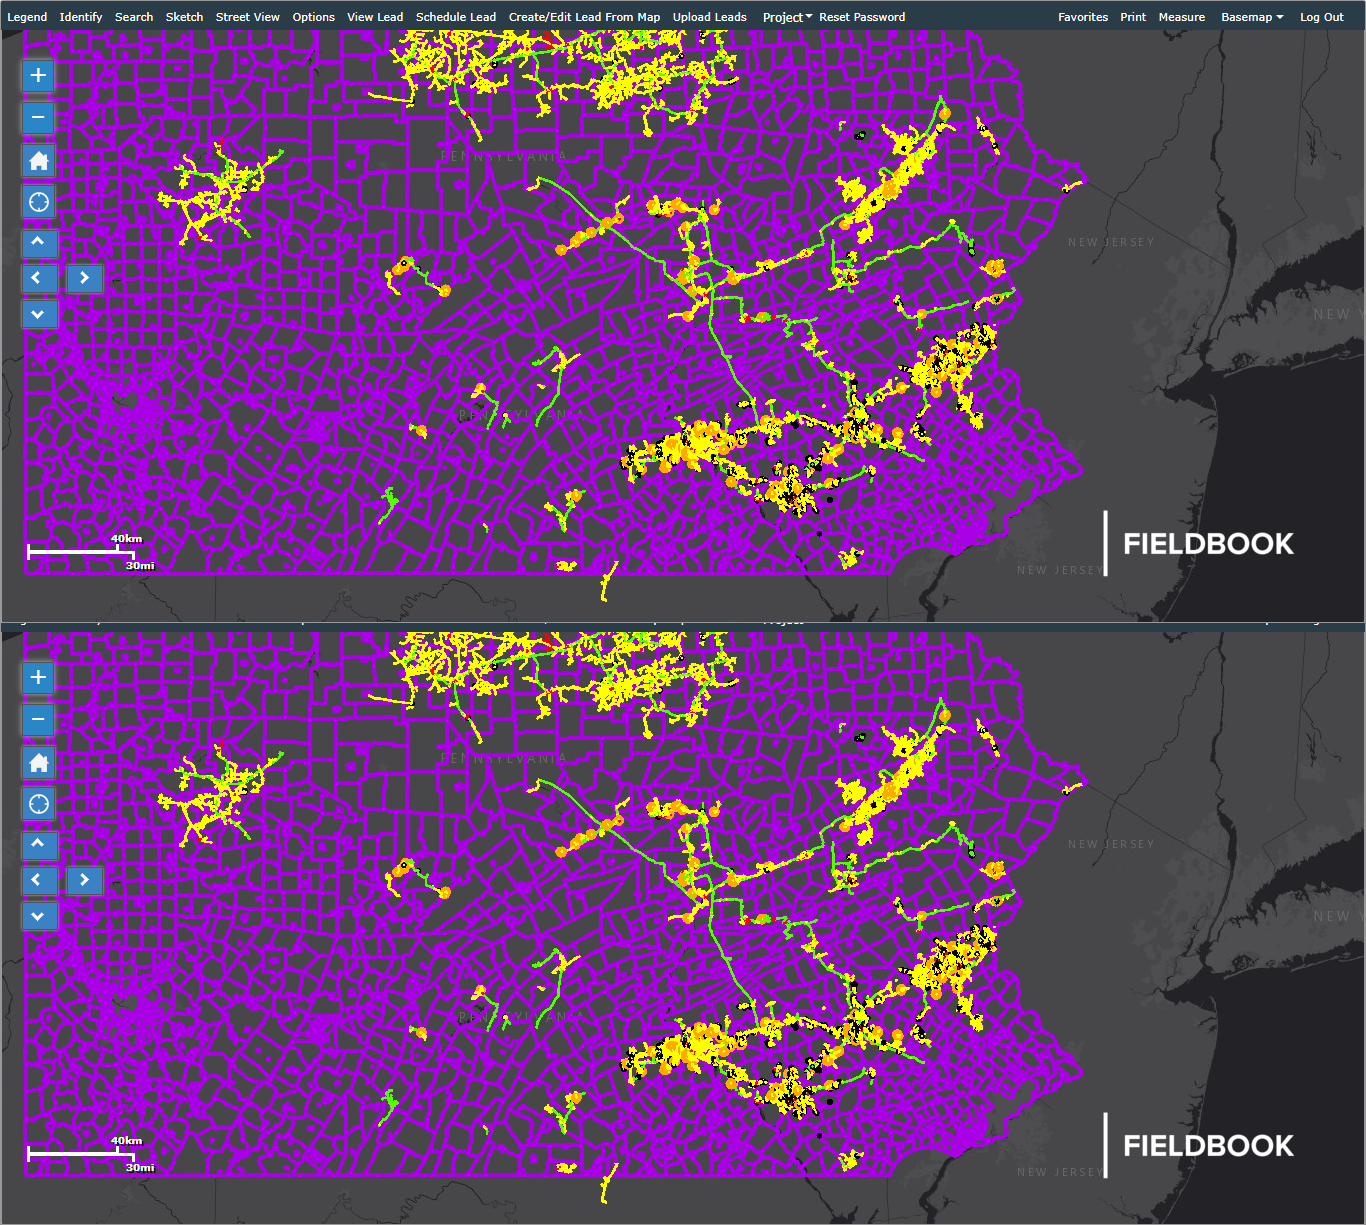 Legend Identify Search Sketch Street View Options View Lead Schedule Lead Create/Edit Lead From Map Upload Leads Project Reset Password Favorites Print Measure Basemap Log Out
PENNSYLVANIA
NEW JERSEY
NEW Y
PENNSYLVANIA
40km
30mi
FIELDBOOK
NEW JERSEY
PENNSYLVANIA
NEW JERSEY
NEW Y
PENNSYLVANIA
40km
30mi
FIELDBOOK
NEW JERSEY